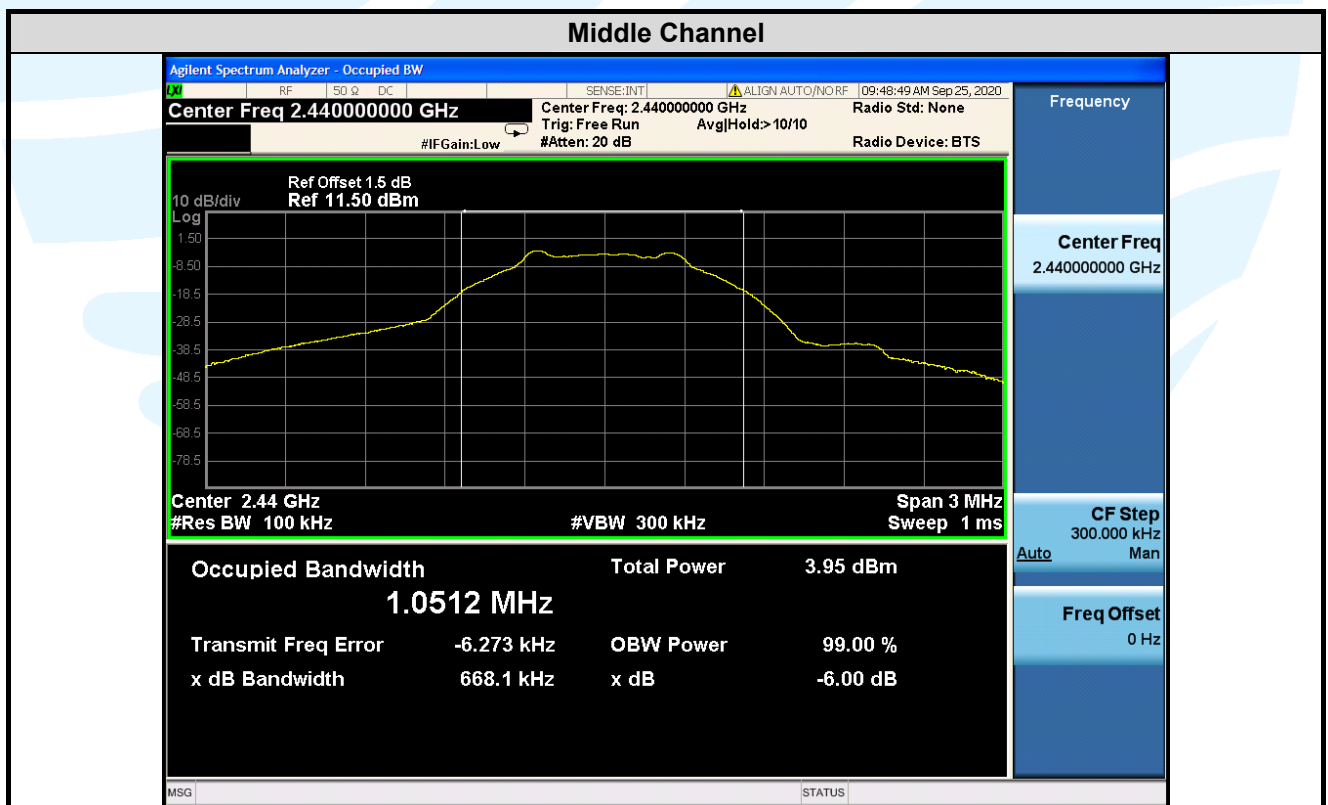 Middle Channel
Agilent Spectrum Analyzer - Occupied BW
LXI RF 50 Ω DC SENSE:INT ALIGN AUTO/NO RF 09:48:49 AM Sep 25, 2020
Center Freq 2.440000000 GHz Center Freq: 2.440000000 GHz Radio Std: None
Trig: Free Run Avg|Hold:>10/10
#IFGain:Low #Atten: 20 dB Radio Device: BTS
Frequency
Ref Offset 1.5 dB
10 dB/div Ref 11.50 dBm
Log
1.50
-8.50
-18.5
-28.5
-38.5
-48.5
-58.5
-68.5
-78.5
Center 2.44 GHz Span 3 MHz
#Res BW 100 kHz #VBW 300 kHz Sweep 1 ms
Occupied Bandwidth Total Power 3.95 dBm
1.0512 MHz
Transmit Freq Error -6.273 kHz OBW Power 99.00 %
x dB Bandwidth 668.1 kHz x dB -6.00 dB
Center Freq
2.440000000 GHz
CF Step
300.000 kHz
Auto Man
Freq Offset
0 Hz
MSG STATUS